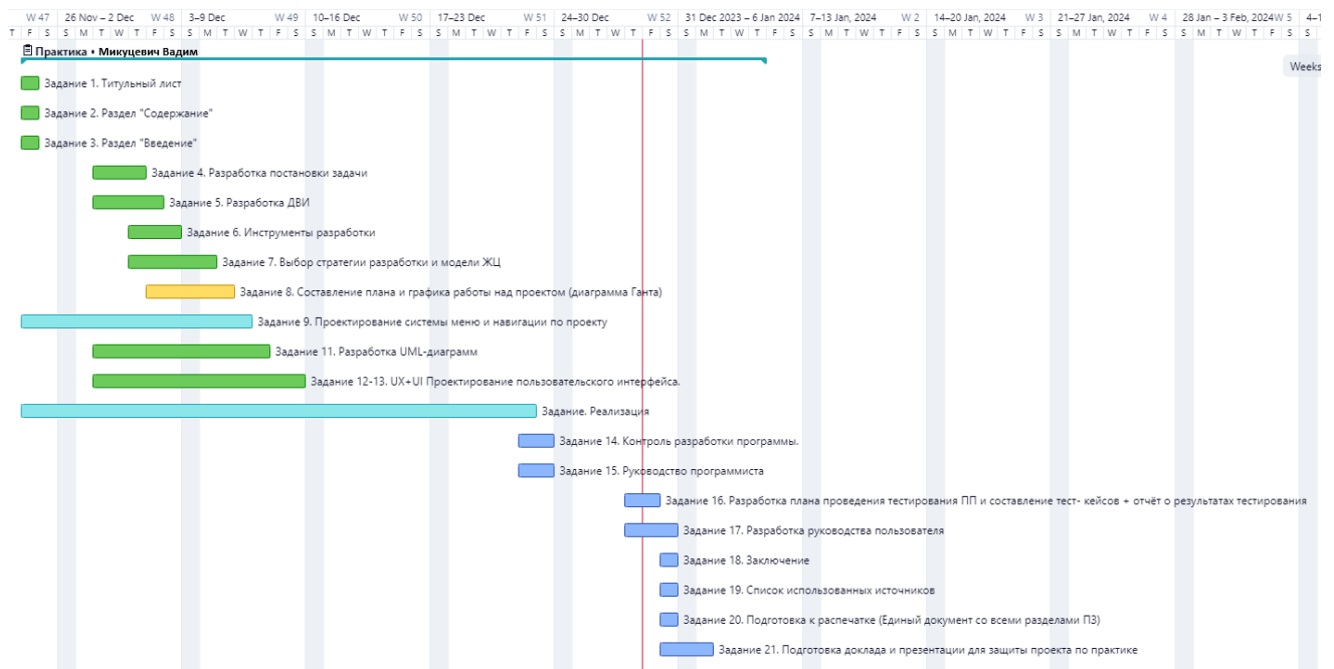 W 47 26 Nov – 2 Dec W 48 3–9 Dec W 49 10–16 Dec W 50 17–23 Dec W 51 24–30 Dec W 52 31 Dec 2023 – 6 Jan 2024 7–13 Jan, 2024 W 2 14–20 Jan, 2024 W 3 21–27 Jan, 2024 W 4 28 Jan – 3 Feb, 2024 W 5 4–1
T F S S M T W T F S S M T W T F S S M T W T F S S M T W T F S S M T W T F S S M T W T F S S M T W T F S S M T W T F S S M T W T F S S M T W T F S S
Практика • Микуцевич Вадим
Weeks
Задание 1. Титульный лист
Задание 2. Раздел "Содержание"
Задание 3. Раздел "Введение"
Задание 4. Разработка постановки задачи
Задание 5. Разработка ДВИ
Задание 6. Инструменты разработки
Задание 7. Выбор стратегии разработки и модели ЖЦ
Задание 8. Составление плана и графика работы над проектом (диаграмма Ганта)
Задание 9. Проектирование системы меню и навигации по проекту
Задание 11. Разработка UML-диаграмм
Задание 12-13. UX+UI Проектирование пользовательского интерфейса.
Задание. Реализация
Задание 14. Контроль разработки программы.
Задание 15. Руководство программиста
Задание 16. Разработка плана проведения тестирования ПП и составление тест- кейсов + отчёт о результатах тестирования
Задание 17. Разработка руководства пользователя
Задание 18. Заключение
Задание 19. Список использованных источников
Задание 20. Подготовка к распечатке (Единый документ со всеми разделами ПЗ)
Задание 21. Подготовка доклада и презентации для защиты проекта по практике